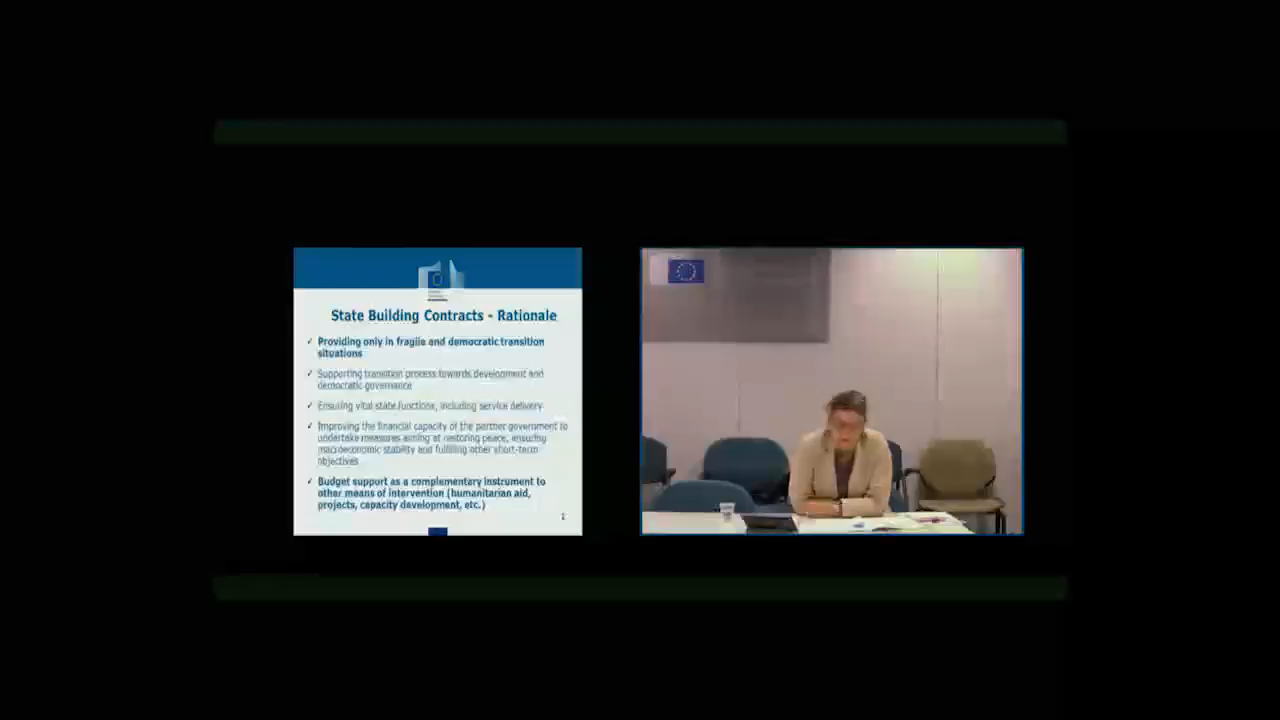 State Building Contracts - Rationale
✓ Providing only in fragile and democratic transition
situations
✓ Supporting transition process towards development and
democratic governance
✓ Ensuring vital state functions, including service delivery
✓ Improving the financial capacity of the partner government to
undertake measures aiming at restoring peace, ensuring
macroeconomic stability and fulfilling other short-term
objectives
✓ Budget support as a complementary instrument to
other means of intervention (humanitarian aid,
projects, capacity development, etc.)